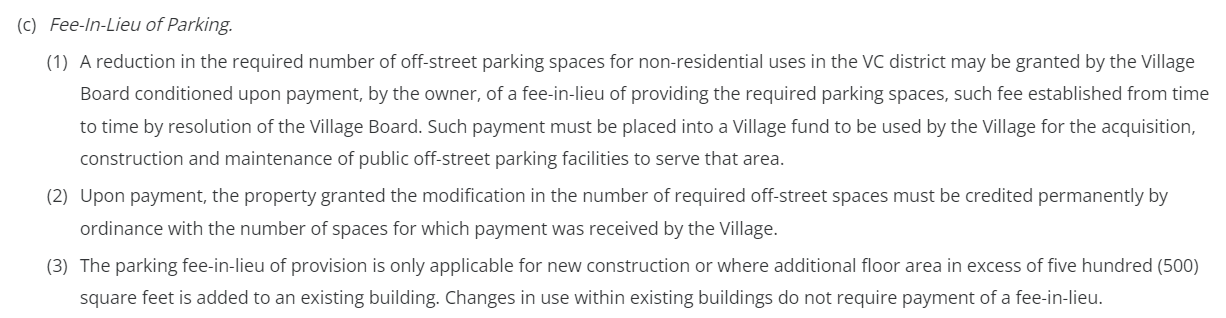 (c) Fee-In-Lieu of Parking.
(1) A reduction in the required number of off-street parking spaces for non-residential uses in the VC district may be granted by the Village
Board conditioned upon payment, by the owner, of a fee-in-lieu of providing the required parking spaces, such fee established from time
to time by resolution of the Village Board. Such payment must be placed into a Village fund to be used by the Village for the acquisition,
construction and maintenance of public off-street parking facilities to serve that area.
(2) Upon payment, the property granted the modification in the number of required off-street spaces must be credited permanently by
ordinance with the number of spaces for which payment was received by the Village.
(3) The parking fee-in-lieu of provision is only applicable for new construction or where additional floor area in excess of five hundred (500)
square feet is added to an existing building. Changes in use within existing buildings do not require payment of a fee-in-lieu.